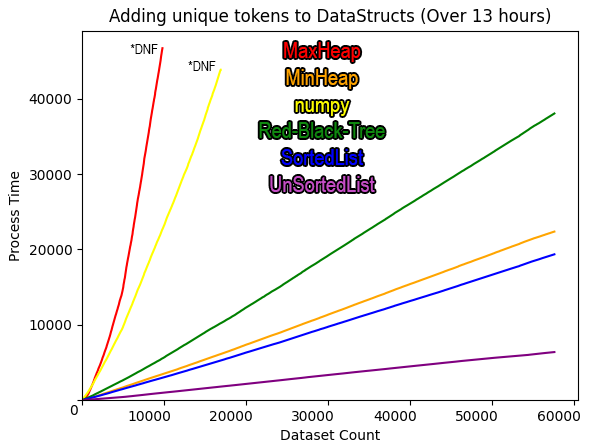 Adding unique tokens to DataStructs (Over 13 hours)
*DNF
*DNF
MaxHeap
MinHeap
numpy
Red-Black-Tree
SortedList
UnSortedList
Process Time
40000
30000
20000
10000
0
10000
20000
30000
40000
50000
60000
Dataset Count